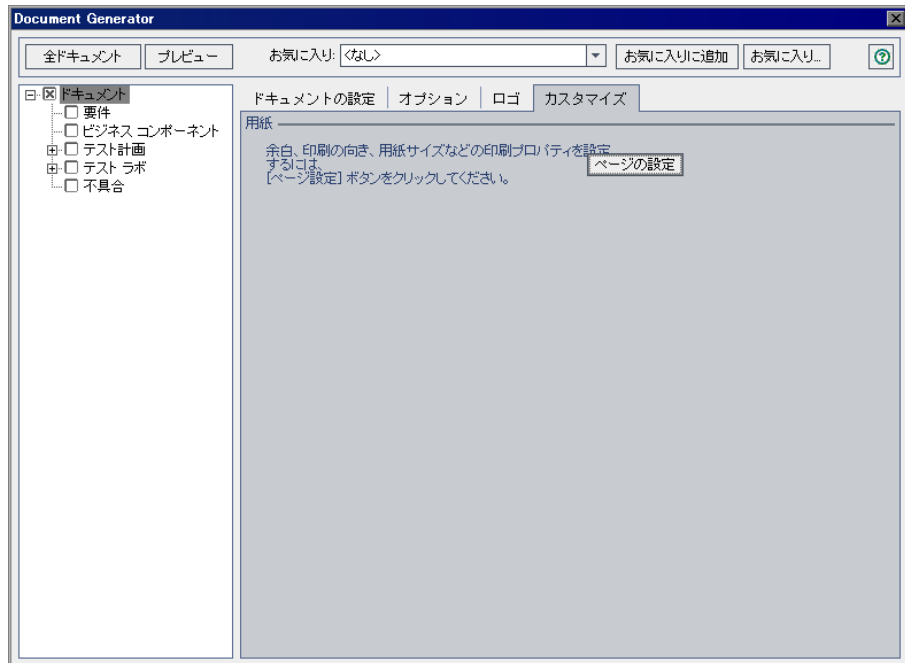 Document Generator
全ドキュメント プレビュー お気に入り: <なし> お気に入りに追加 お気に入り...
ドキュメント
要件
ビジネス コンポーネント
テスト計画
テスト ラボ
不具合
ドキュメントの設定 オプション ロゴ カスタマイズ
用紙
余白、印刷の向き、用紙サイズなどの印刷プロパティを設定
するには、
[ページ設定] ボタンをクリックしてください。
ページの設定